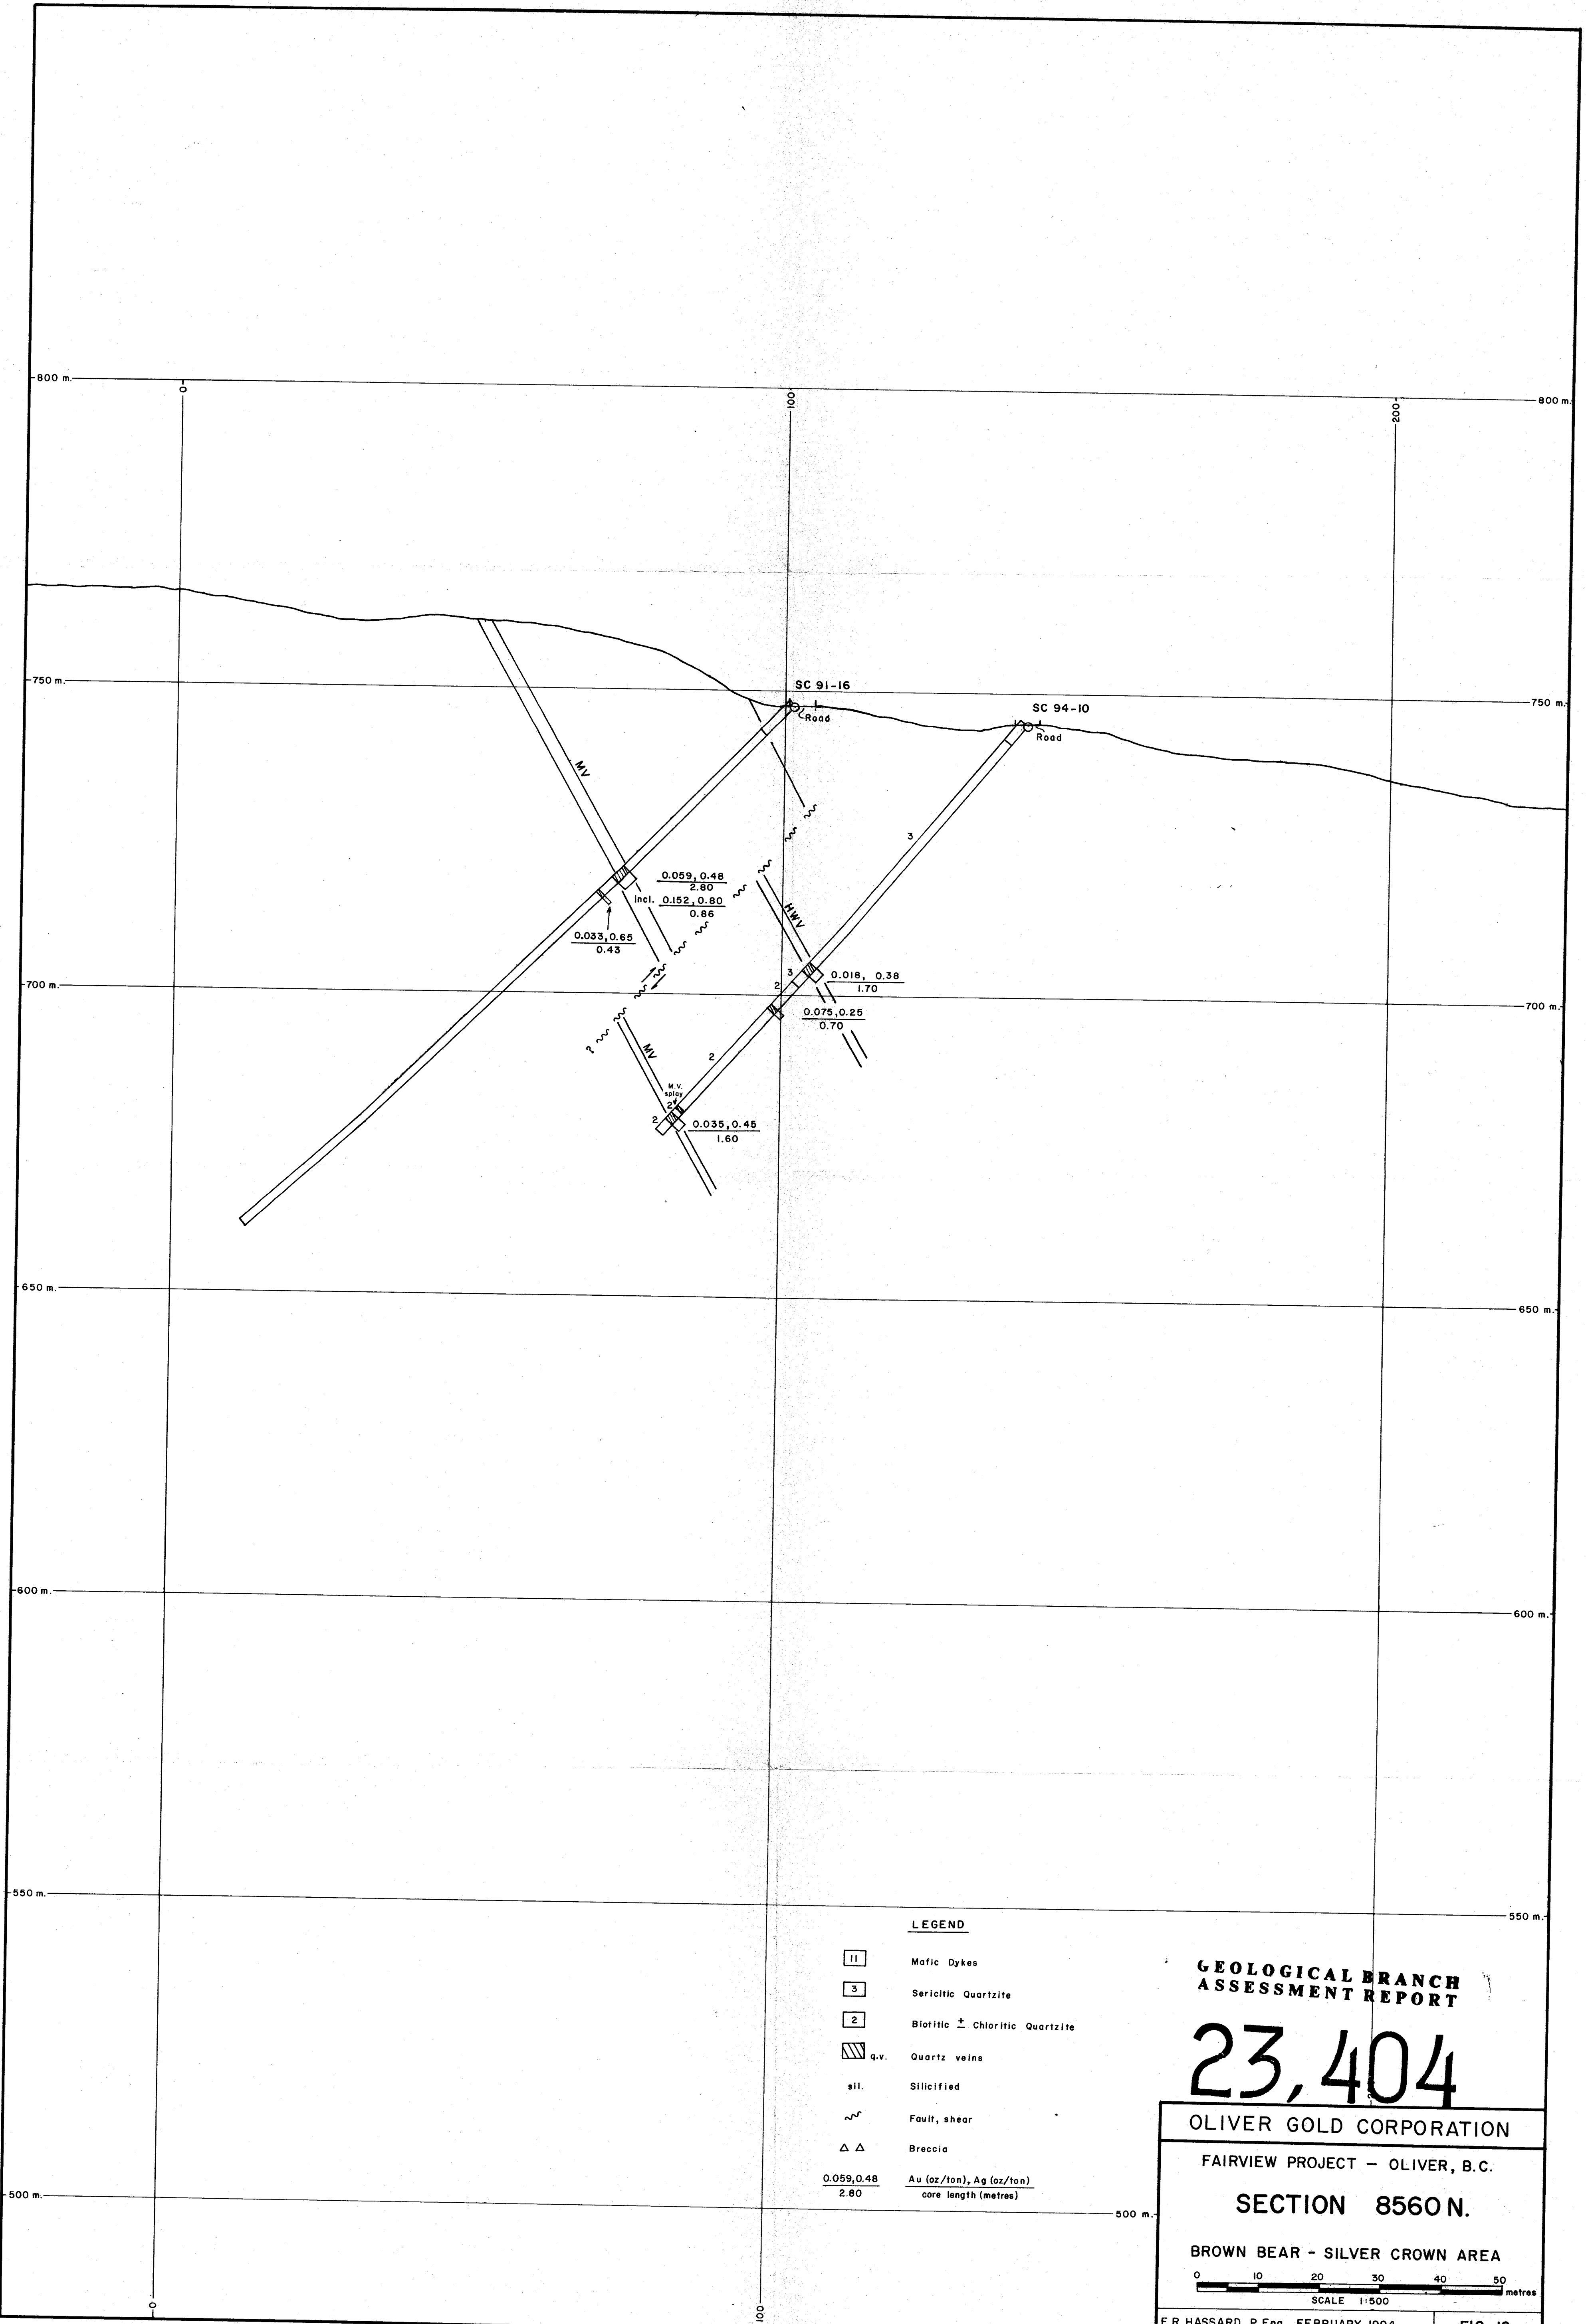 800 m.
0
100
200
800 m.
750 m.
SC 91-16
Road
SC 94-10
Road
750 m.
MV
3
0.059, 0.48
2.80
incl. 0.152, 0.80
0.86
HWV
0.033, 0.65
0.43
3
0.018, 0.38
1.70
700 m.
2
700 m.
0.075, 0.25
0.70
?
MV
2
M.V.
splay
2
2
0.035, 0.45
1.60
650 m.
650 m.
600 m.
600 m.
550 m.
550 m.
LEGEND
11 Mafic Dykes
3 Sericitic Quartzite
2 Biotitic ± Chloritic Quartzite
q.v. Quartz veins
sil. Silicified
Fault, shear
△ △ Breccia
0.059, 0.48 Au (oz/ton), Ag (oz/ton)
2.80 core length (metres)
500 m.
500 m.
GEOLOGICAL BRANCH
ASSESSMENT REPORT
23,404
OLIVER GOLD CORPORATION
FAIRVIEW PROJECT – OLIVER, B.C.
SECTION 8560 N.
BROWN BEAR – SILVER CROWN AREA
0 10 20 30 40 50 metres
SCALE 1:500
0
100